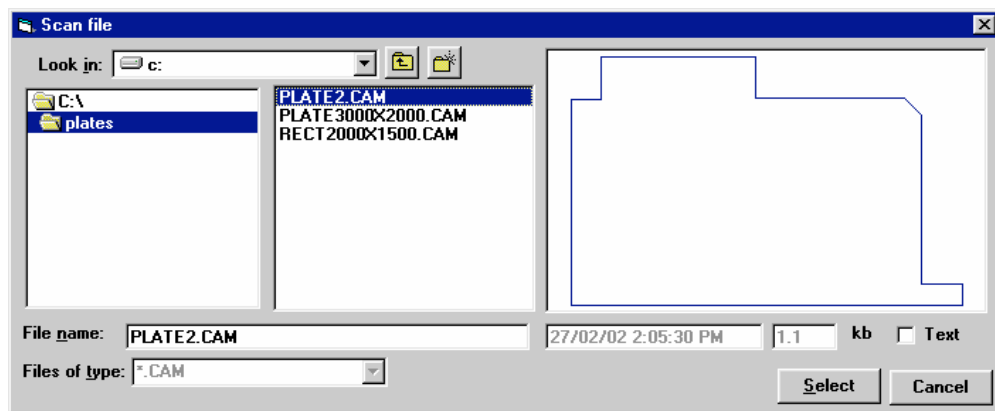 Scan file
Look in: c:
C:\
plates
PLATE2.CAM
PLATE3000X2000.CAM
RECT2000X1500.CAM
File name: PLATE2.CAM 27/02/02 2:05:30 PM 1.1 kb Text
Files of type: *.CAM
Select Cancel